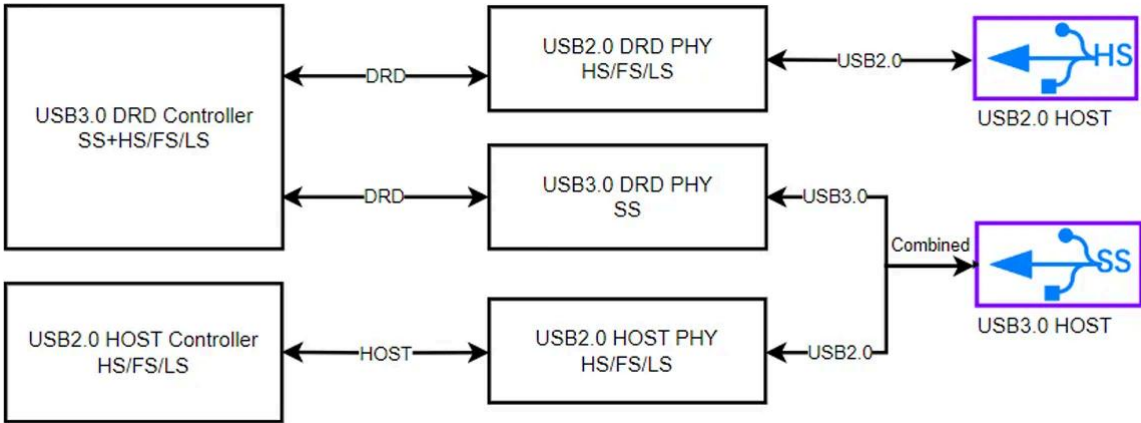 USB3.0 DRD Controller
SS+HS/FS/LS
DRD
USB2.0 DRD PHY
HS/FS/LS
USB2.0
HS
USB2.0 HOST
DRD
USB3.0 DRD PHY
SS
USB3.0
Combined
SS
USB3.0 HOST
USB2.0 HOST Controller
HS/FS/LS
HOST
USB2.0 HOST PHY
HS/FS/LS
USB2.0